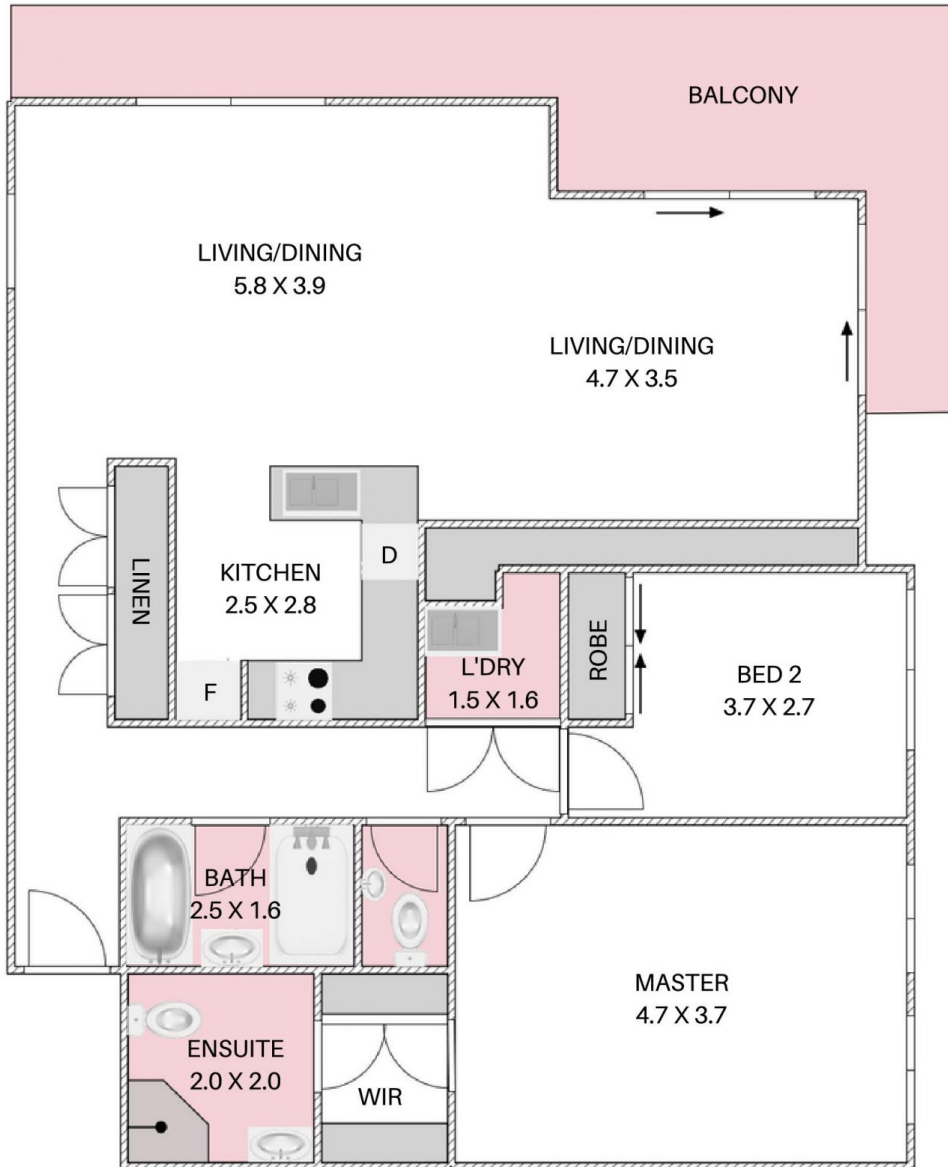 BALCONY
LIVING/DINING
5.8 X 3.9
LIVING/DINING
4.7 X 3.5
LINEN
KITCHEN
2.5 X 2.8
D
F
L'DRY
1.5 X 1.6
ROBE
BED 2
3.7 X 2.7
BATH
2.5 X 1.6
ENSUITE
2.0 X 2.0
WIR
MASTER
4.7 X 3.7